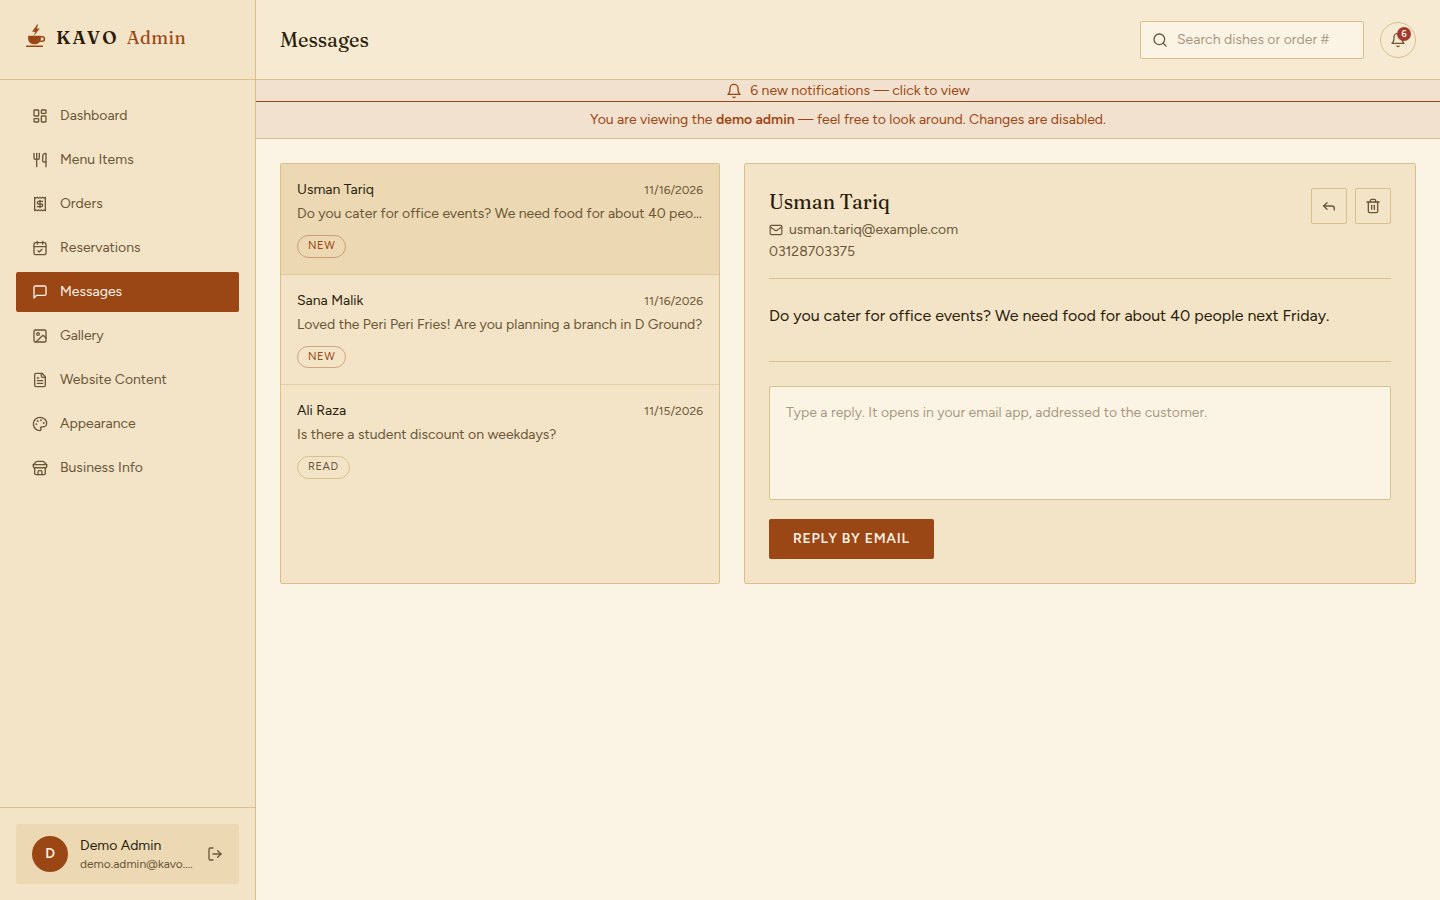 KAVO Admin
Dashboard
Menu Items
Orders
Reservations
Messages
Gallery
Website Content
Appearance
Business Info
D
Demo Admin
demo.admin@kavo....
Messages
Search dishes or order #
6
6 new notifications — click to view
You are viewing the demo admin — feel free to look around. Changes are disabled.
Usman Tariq 11/16/2026
Do you cater for office events? We need food for about 40 peo...
NEW
Sana Malik 11/16/2026
Loved the Peri Peri Fries! Are you planning a branch in D Ground?
NEW
Ali Raza 11/15/2026
Is there a student discount on weekdays?
READ
Usman Tariq
usman.tariq@example.com
03128703375
Do you cater for office events? We need food for about 40 people next Friday.
Type a reply. It opens in your email app, addressed to the customer.
REPLY BY EMAIL